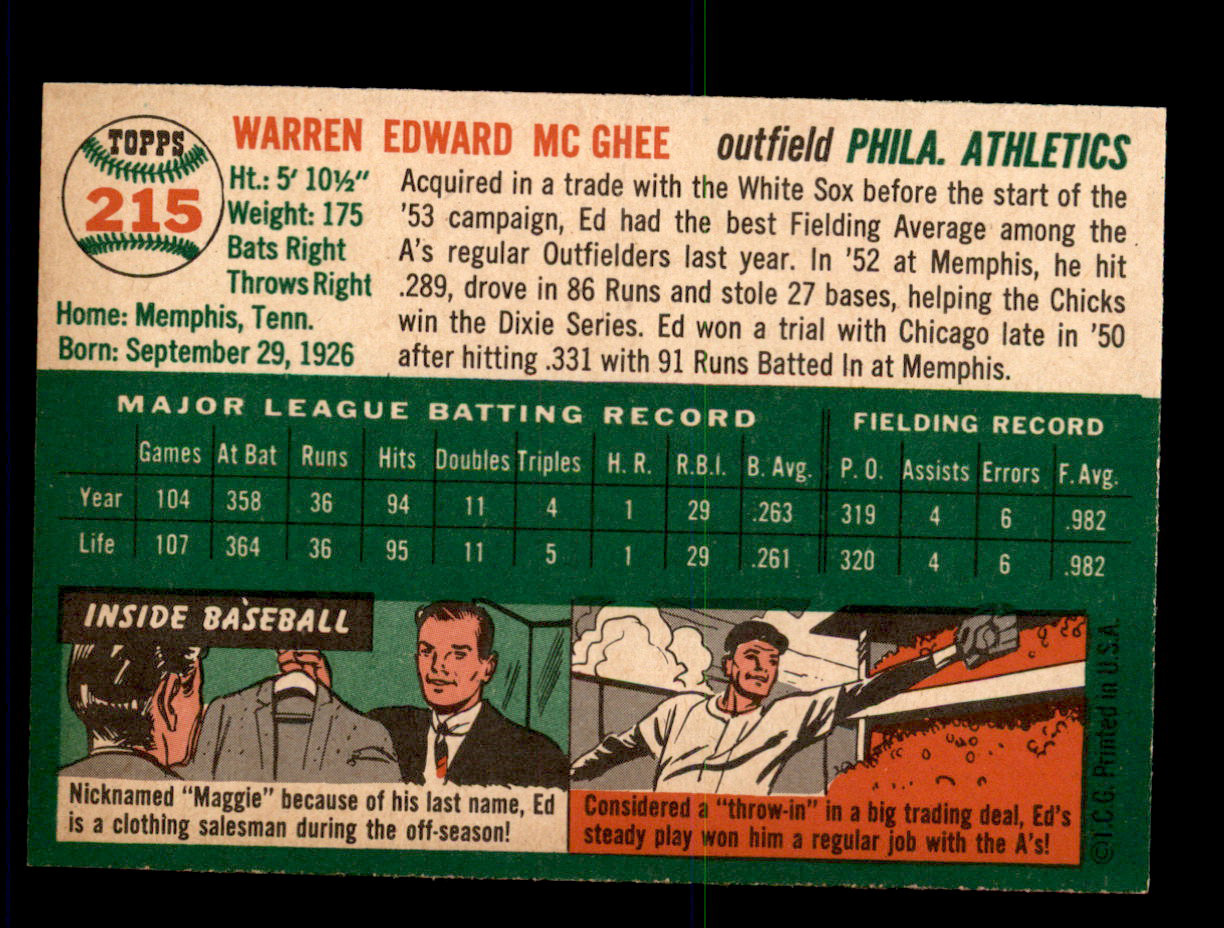 TOPPS
215
WARREN EDWARD MC GHEE outfield PHILA. ATHLETICS
Ht.: 5' 10½"
Weight: 175
Bats Right
Throws Right
Home: Memphis, Tenn.
Born: September 29, 1926
Acquired in a trade with the White Sox before the start of the
'53 campaign, Ed had the best Fielding Average among the
A's regular Outfielders last year. In '52 at Memphis, he hit
.289, drove in 86 Runs and stole 27 bases, helping the Chicks
win the Dixie Series. Ed won a trial with Chicago late in '50
after hitting .331 with 91 Runs Batted In at Memphis.
MAJOR LEAGUE BATTING RECORD FIELDING RECORD
Games At Bat Runs Hits Doubles Triples H. R. R.B.I. B. Avg. P. O. Assists Errors F. Avg.
Year 104 358 36 94 11 4 1 29 .263 319 4 6 .982
Life 107 364 36 95 11 5 1 29 .261 320 4 6 .982
INSIDE BASEBALL
Nicknamed "Maggie" because of his last name, Ed
is a clothing salesman during the off-season!
Considered a "throw-in" in a big trading deal, Ed's
steady play won him a regular job with the A's!
©T.C.G. Printed in U.S.A.